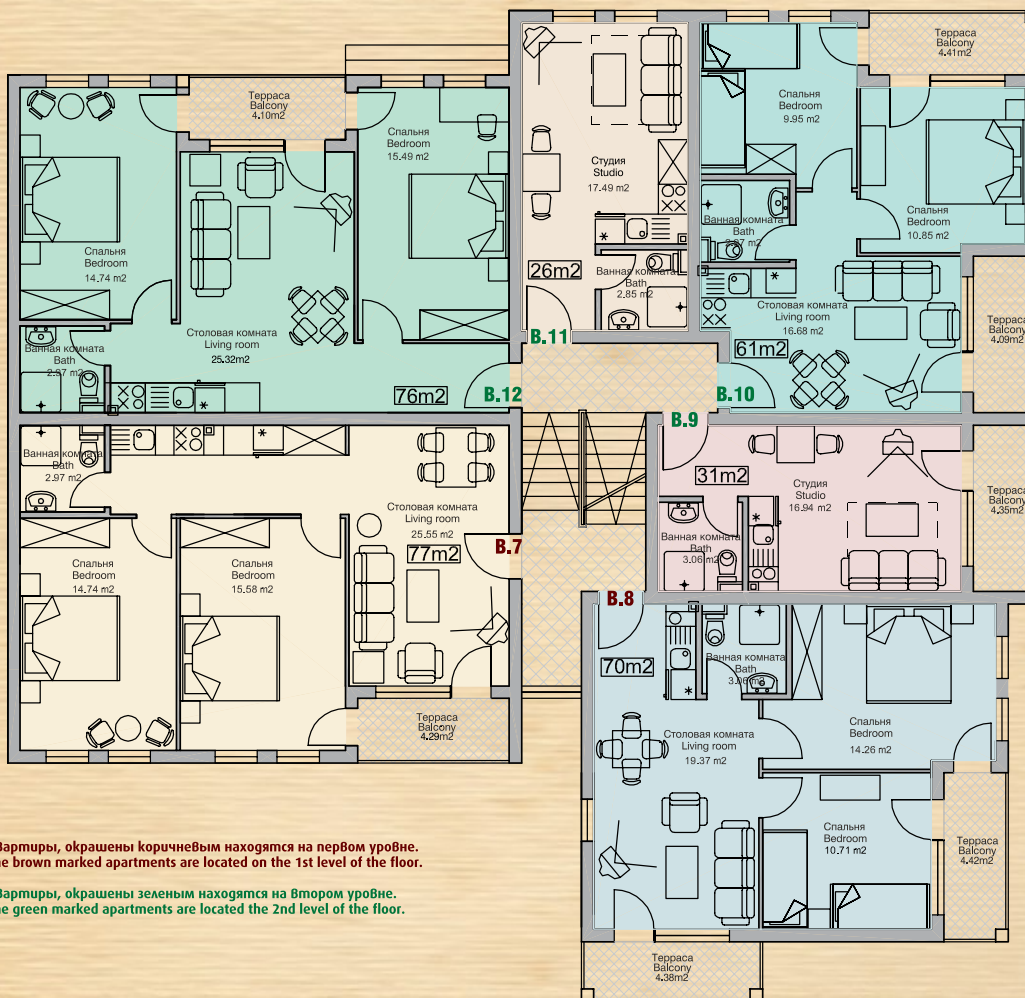 Терраса
Balcony
4.41m2
Терраса
Balcony
4.10m2
Спальня
Bedroom
9.95 m2
Спальня
Bedroom
15.49 m2
Студия
Studio
17.49 m2
Ванная комната
Bath
Спальня
Bedroom
10.85 m2
Спальня
Bedroom
14.74 m2
26m2
Ванная комната
Bath
2.85 m2
Столовая комната
Living room
16.68 m2
Терраса
Balcony
4.09m2
Столовая комната
Living room
25.32m2
B.11
61m2
Ванная комната
Bath
2.97 m2
76m2
B.12
B.10
B.9
Ванная комната
Bath
2.97 m2
31m2
Студия
Studio
16.94 m2
Терраса
Balcony
4.35m2
Столовая комната
Living room
25.55 m2
77m2
B.7
Ванная комната
Bath
3.06 m2
Спальня
Bedroom
14.74 m2
Спальня
Bedroom
15.58 m2
B.8
70m2
Ванная комната
Bath
3.06 m2
Терраса
Balcony
4.29m2
Столовая комната
Living room
19.37 m2
Спальня
Bedroom
14.26 m2
Спальня
Bedroom
10.71 m2
Терраса
Balcony
4.42m2
Терраса
Balcony
4.38m2
вартиры, окрашены коричневым находятся на первом уровне.
e brown marked apartments are located on the 1st level of the floor.
вартиры, окрашены зеленым находятся на втором уровне.
e green marked apartments are located the 2nd level of the floor.